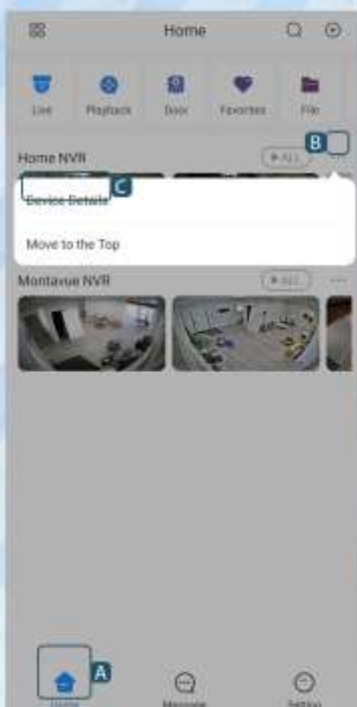 Home
Live Playback Door Favorites File
B
Home NVR ▶ ALL ...
C
Device Details
Move to the Top
Montavue NVR ▶ ALL ...
A
Home Message Setting